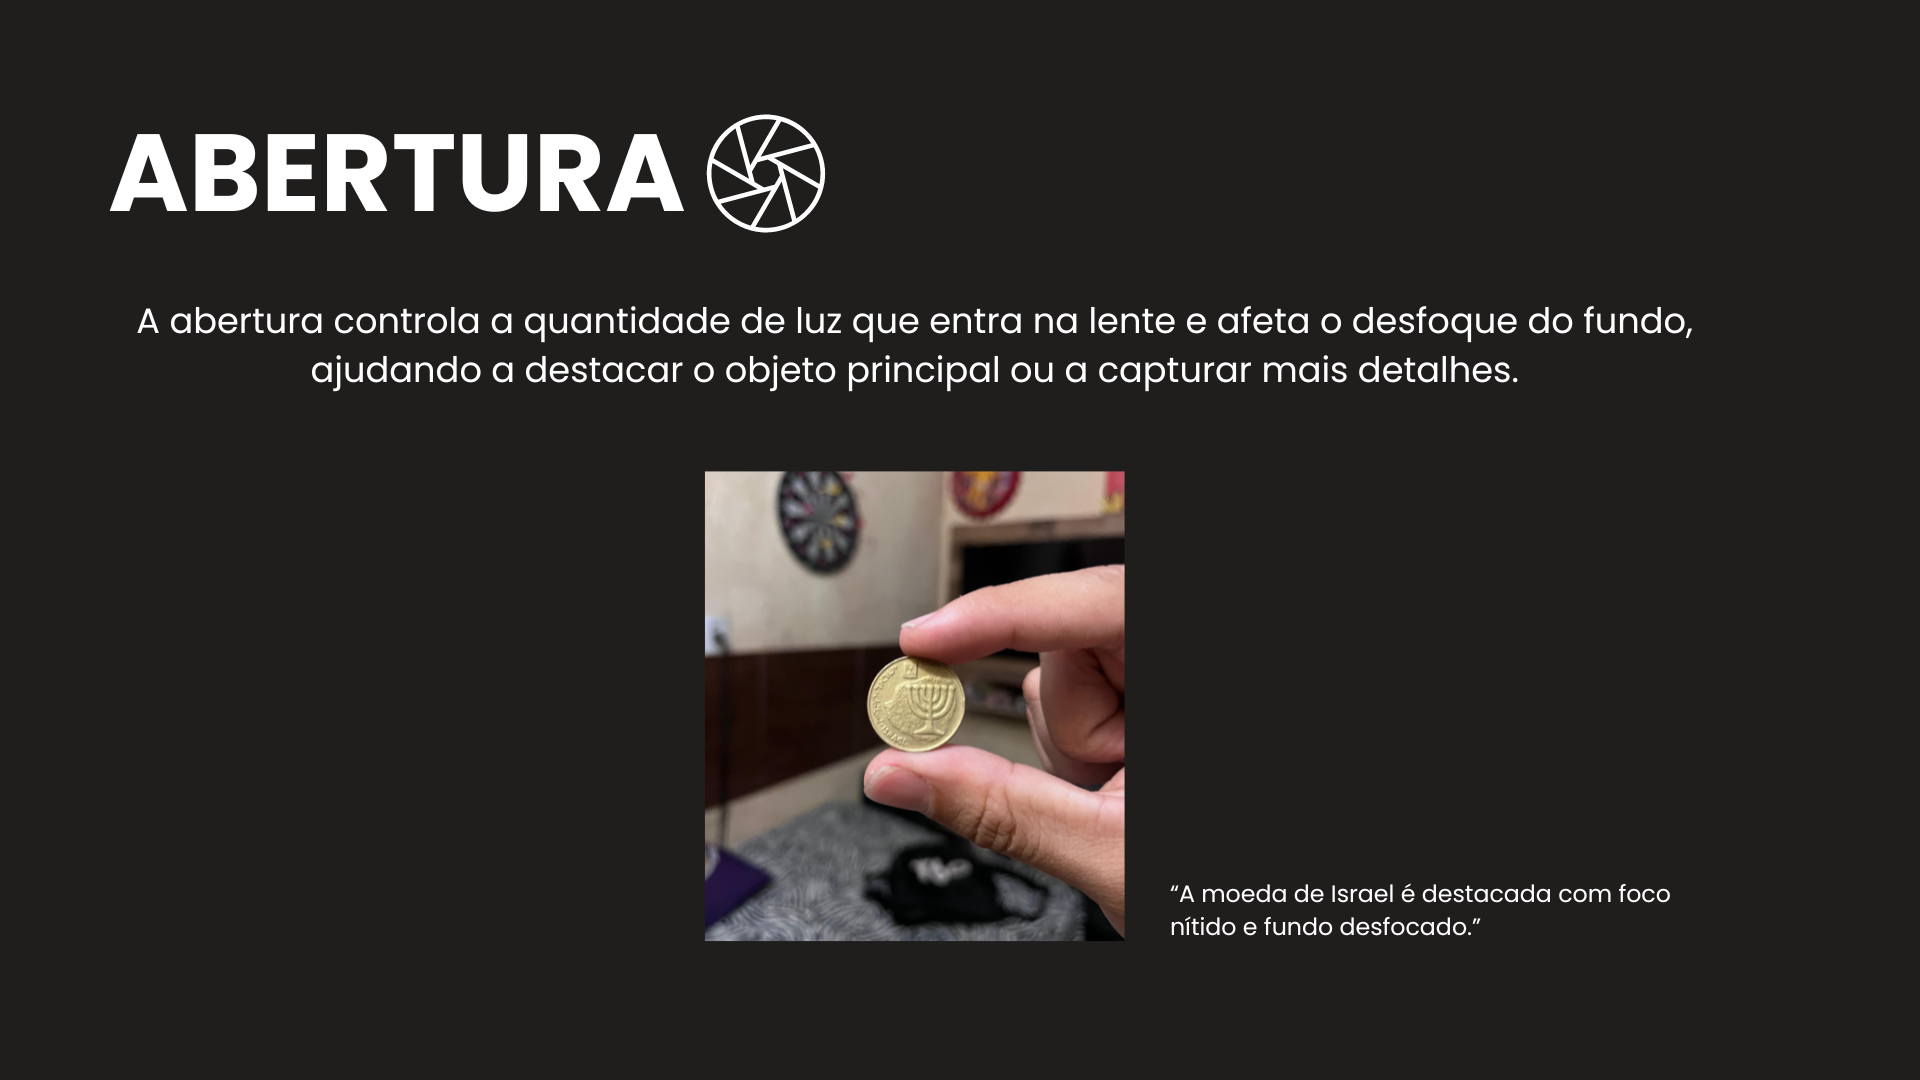 ABERTURA
A abertura controla a quantidade de luz que entra na lente e afeta o desfoque do fundo,
ajudando a destacar o objeto principal ou a capturar mais detalhes.
“A moeda de Israel é destacada com foco
nítido e fundo desfocado.”